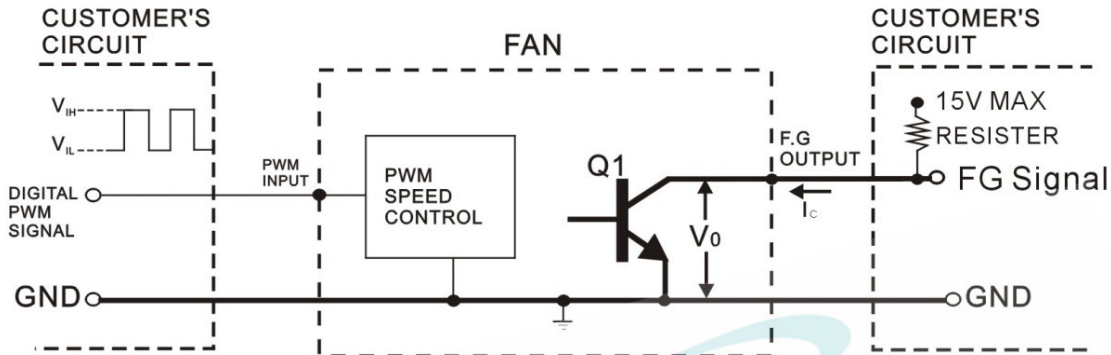 CUSTOMER'S
CIRCUIT
FAN
CUSTOMER'S
CIRCUIT
VIH
VIL
PWM
INPUT
DIGITAL
PWM
SIGNAL
PWM
SPEED
CONTROL
Q1
V0
F.G
OUTPUT
IC
15V MAX
RESISTER
FG Signal
GND
GND